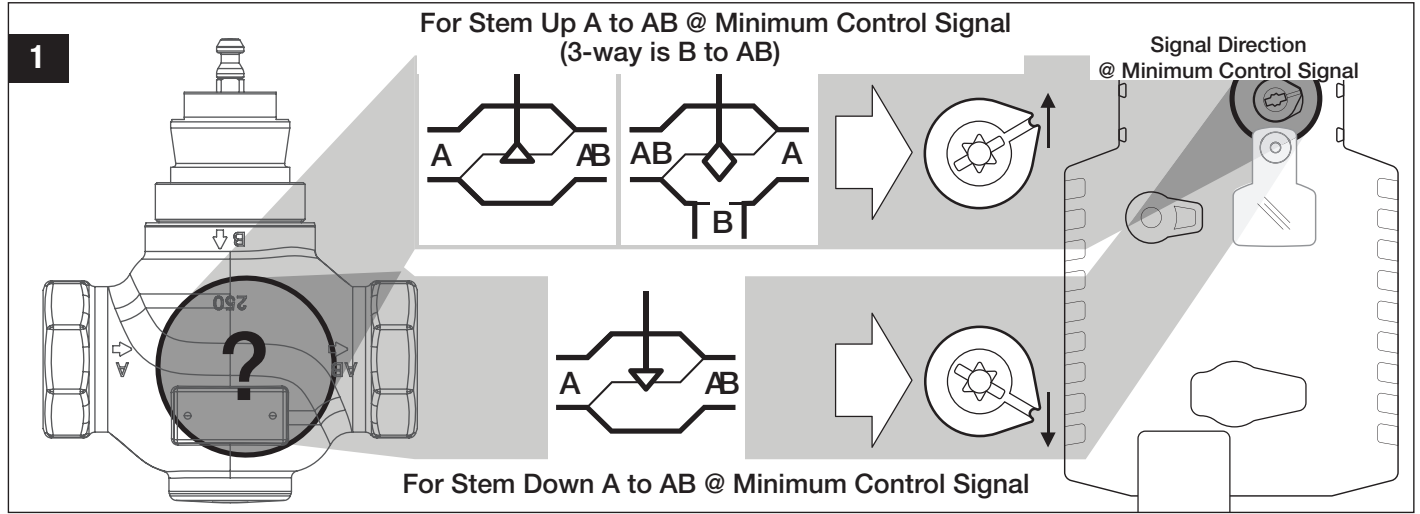 1
For Stem Up A to AB @ Minimum Control Signal
(3-way is B to AB)
Signal Direction
@ Minimum Control Signal
A AB
AB A
B
B
250
?
A
AB
A AB
For Stem Down A to AB @ Minimum Control Signal